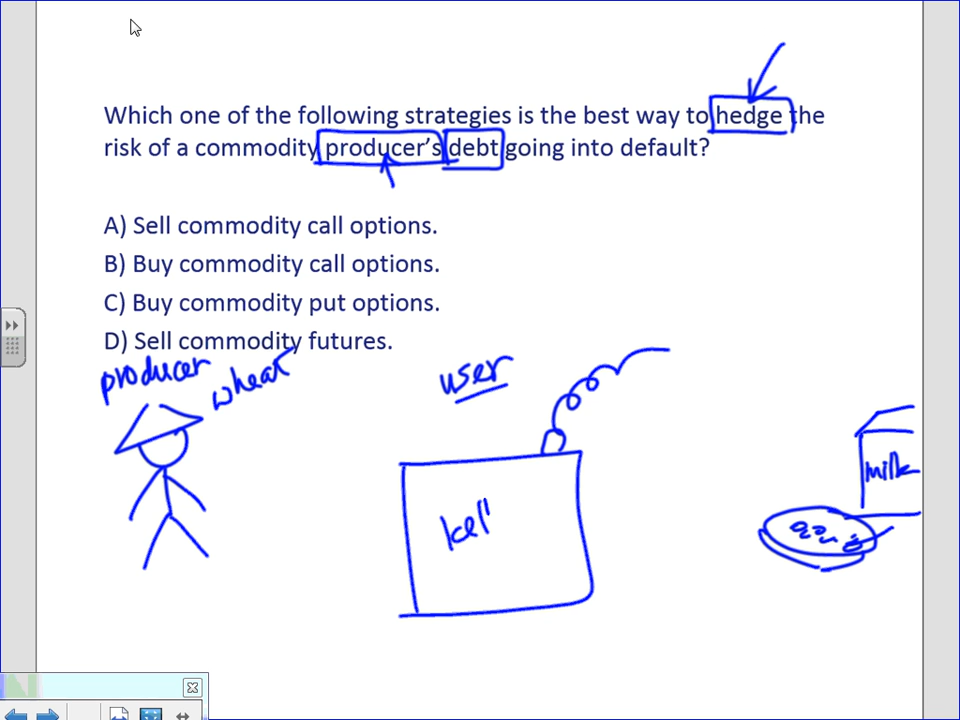 Which one of the following strategies is the best way to hedge the
risk of a commodity producer's debt going into default?
A) Sell commodity call options.
B) Buy commodity call options.
C) Buy commodity put options.
D) Sell commodity futures.
producer wheat
user
kell
milk